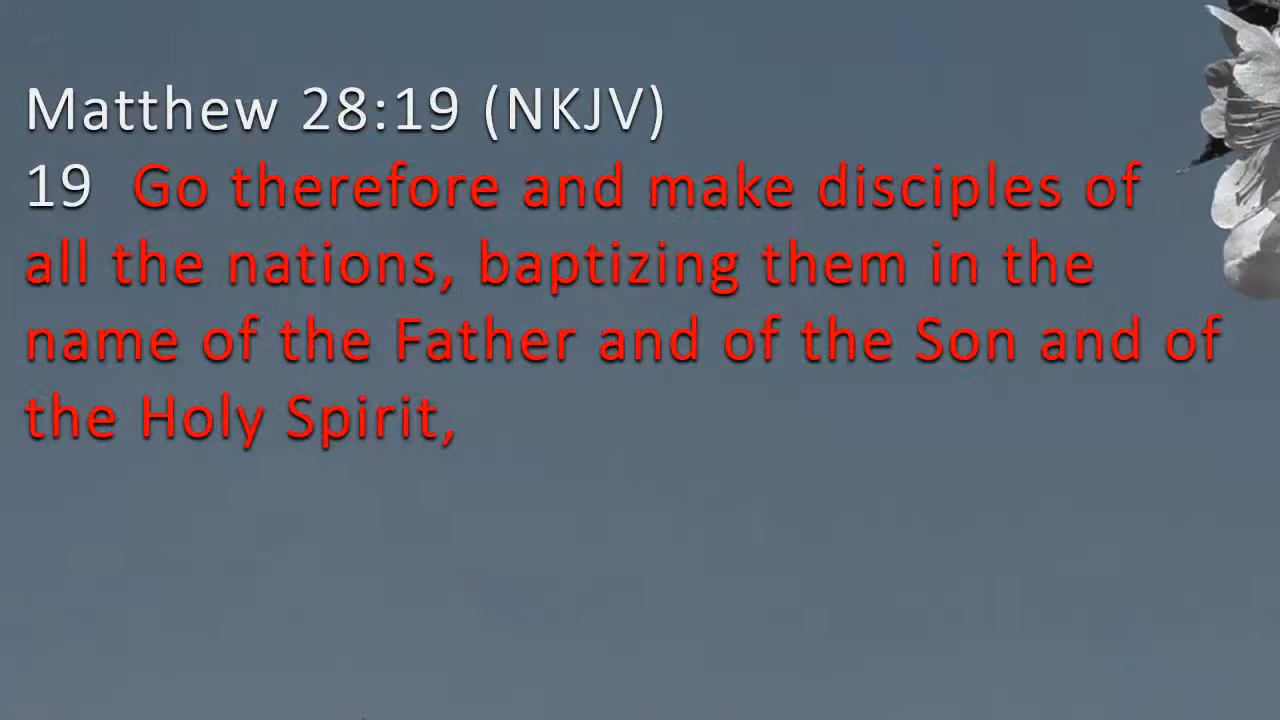 Matthew 28:19 (NKJV)
19 Go therefore and make disciples of
all the nations, baptizing them in the
name of the Father and of the Son and of
the Holy Spirit,